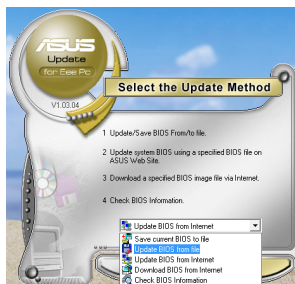 ASUS
Update
for Eee Pc
V1.03.04
Select the Update Method
1 Update/Save BIOS From/to file.
2 Update system BIOS using a specified BIOS file on
ASUS Web Site.
3 Download a specified BIOS image file via Internet.
4 Check BIOS Information.
Update BIOS from Internet
Save current BIOS to file
Update BIOS from file
Update BIOS from Internet
Download BIOS from Internet
Check BIOS Information